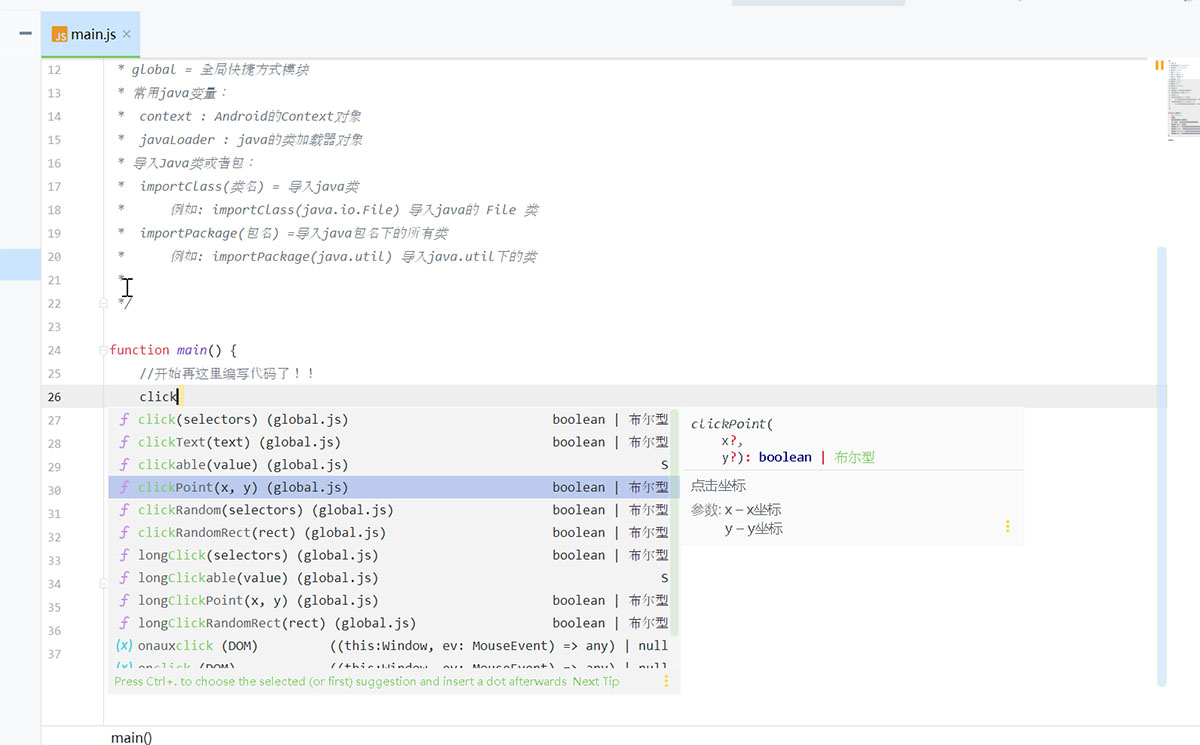 JS main.js ×
12 * global = 全局快捷方式模块
13 * 常用java变量：
14 * context : Android的Context对象
15 * javaLoader : java的类加载器对象
16 * 导入Java类或者包：
17 * importClass(类名) = 导入java类
18 * 例如: importClass(java.io.File) 导入java的 File 类
19 * importPackage(包名) =导入java包名下的所有类
20 * 例如: importPackage(java.util) 导入java.util下的类
21 *
22 */
23
24 function main() {
25 //开始再这里编写代码了！！
26 click
27
28
29
30
31
32
33
34
35
36
37
f click(selectors) (global.js) boolean | 布尔型
f clickText(text) (global.js) boolean | 布尔型
f clickable(value) (global.js) S
f clickPoint(x, y) (global.js) boolean | 布尔型
f clickRandom(selectors) (global.js) boolean | 布尔型
f clickRandomRect(rect) (global.js) boolean | 布尔型
f longClick(selectors) (global.js) boolean | 布尔型
f longClickable(value) (global.js) S
f longClickPoint(x, y) (global.js) boolean | 布尔型
f longClickRandomRect(rect) (global.js) boolean | 布尔型
(x) onauxclick (DOM) ((this:Window, ev: MouseEvent) => any) | null
(x) onclick (DOM) ((this:Window, ev: MouseEvent) => any) | null
Press Ctrl+. to choose the selected (or first) suggestion and insert a dot afterwards Next Tip
clickPoint(
x?,
y?): boolean | 布尔型
点击坐标
参数: x – x坐标
y – y坐标
main()